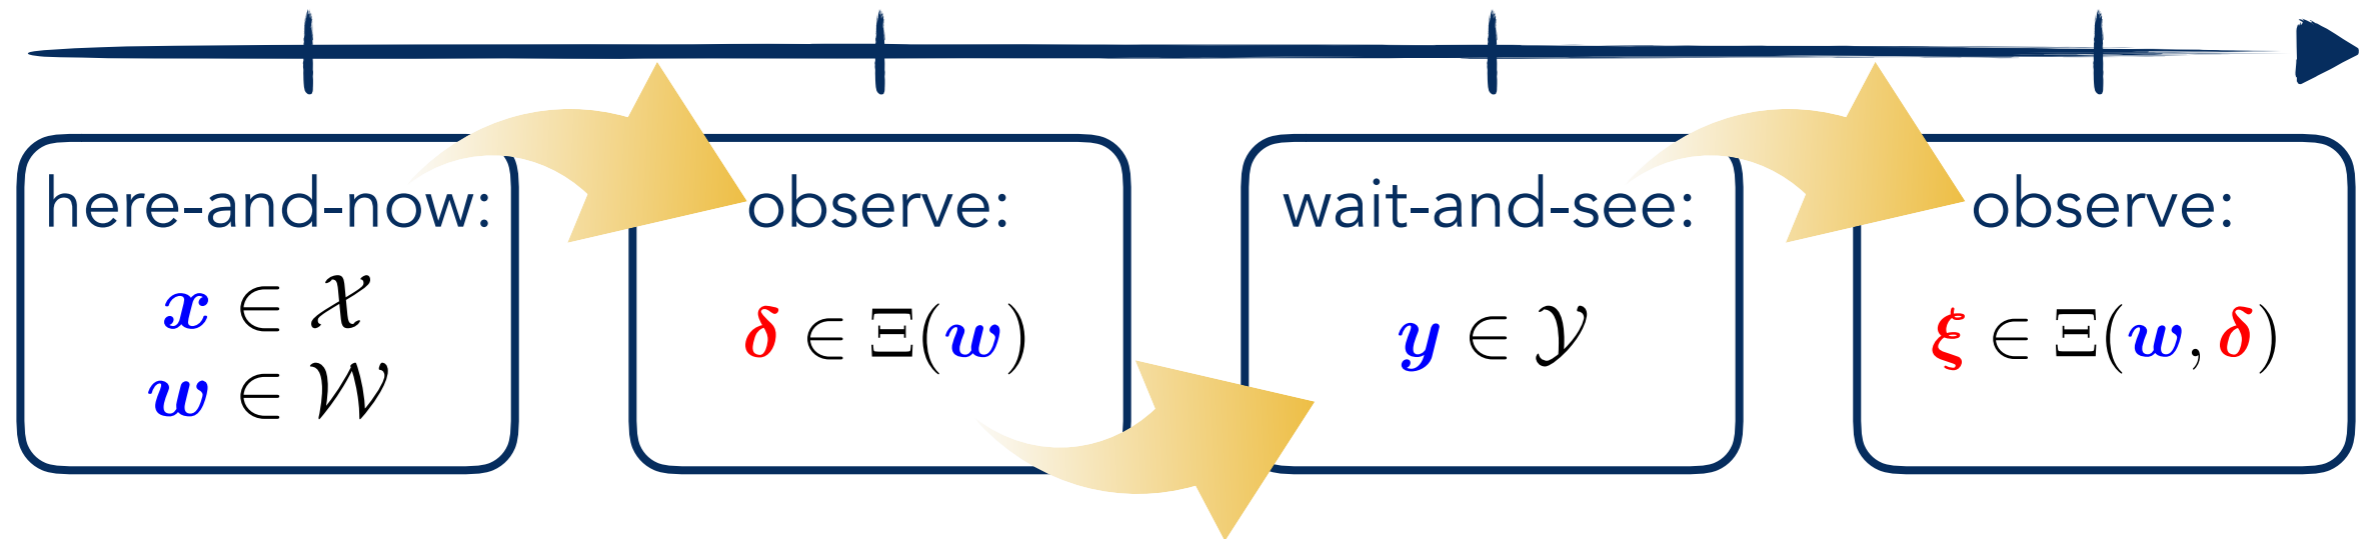 here-and-now:
x ∈ 𝒳
w ∈ 𝒲
observe:
δ ∈ Ξ(w)
wait-and-see:
y ∈ 𝒴
observe:
ξ ∈ Ξ(w, δ)